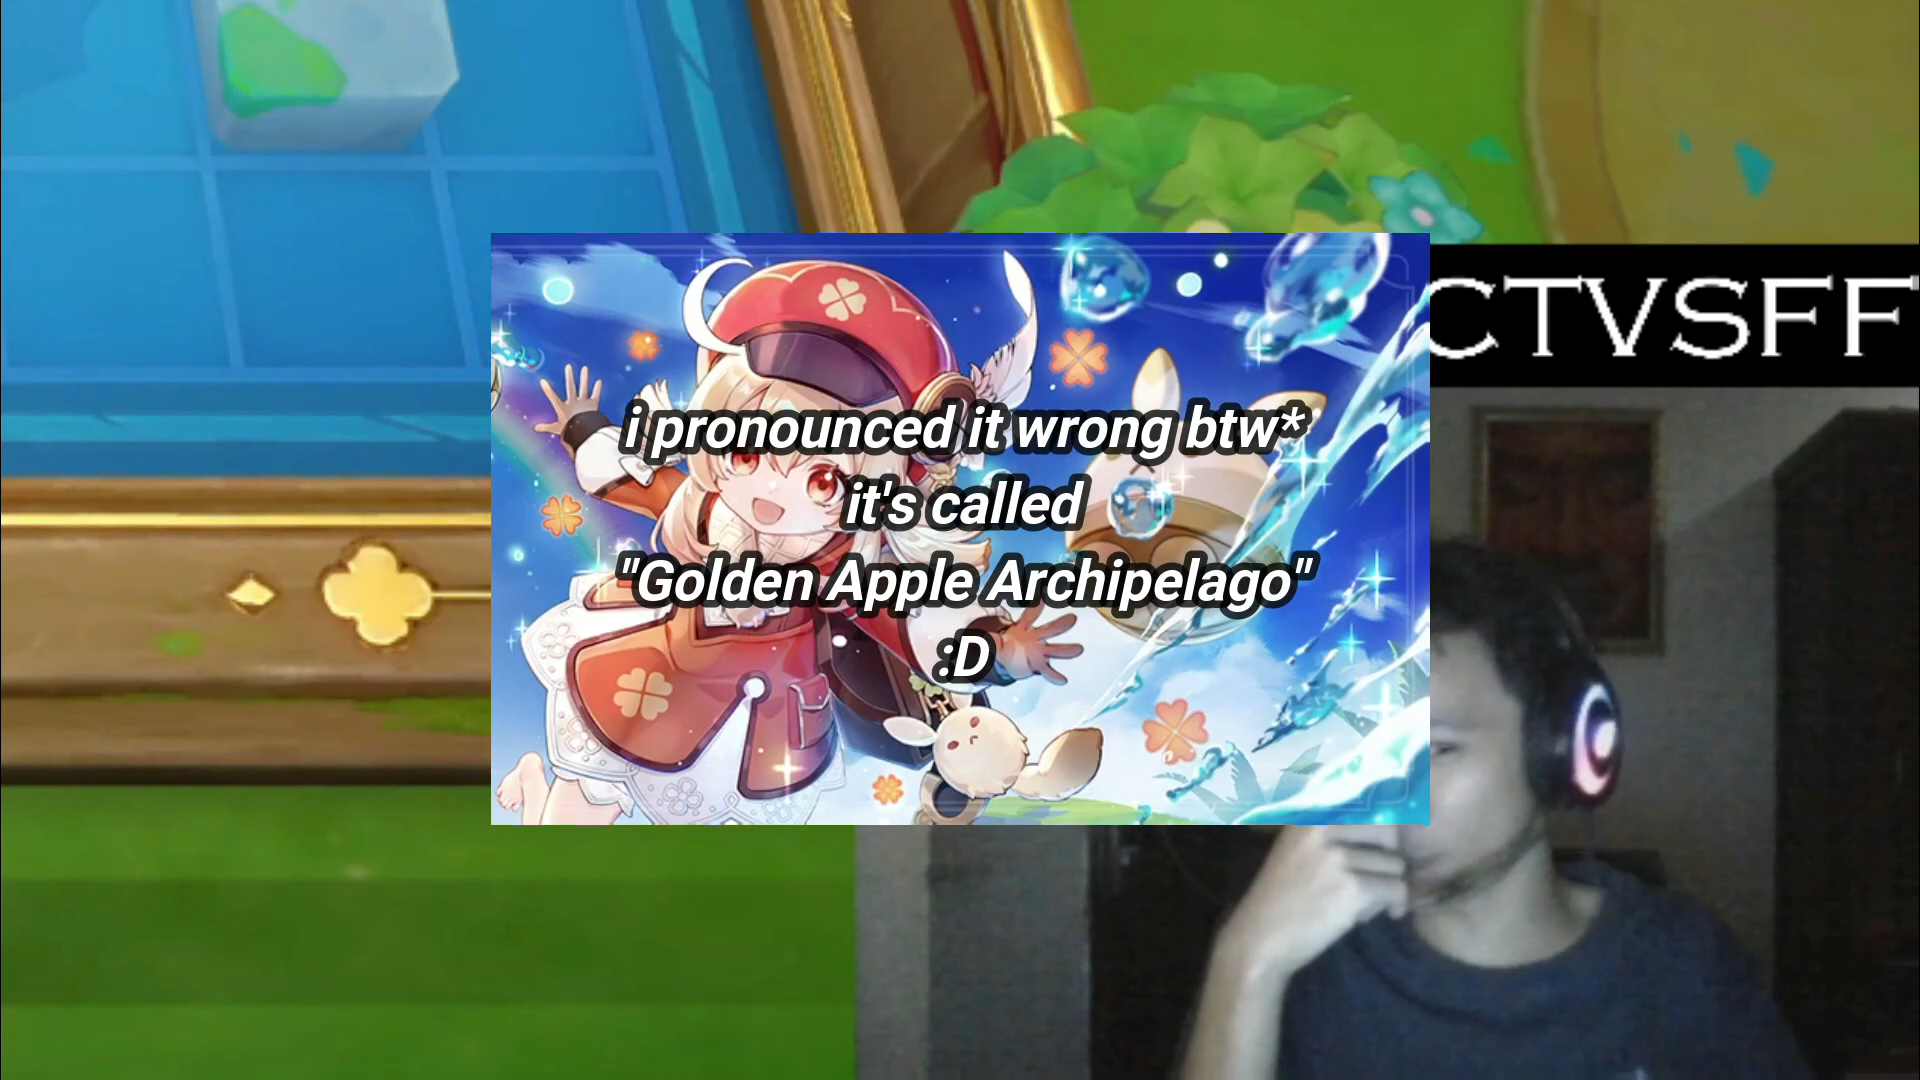 CTVSFF
i pronounced it wrong btw*
it's called
"Golden Apple Archipelago"
:D